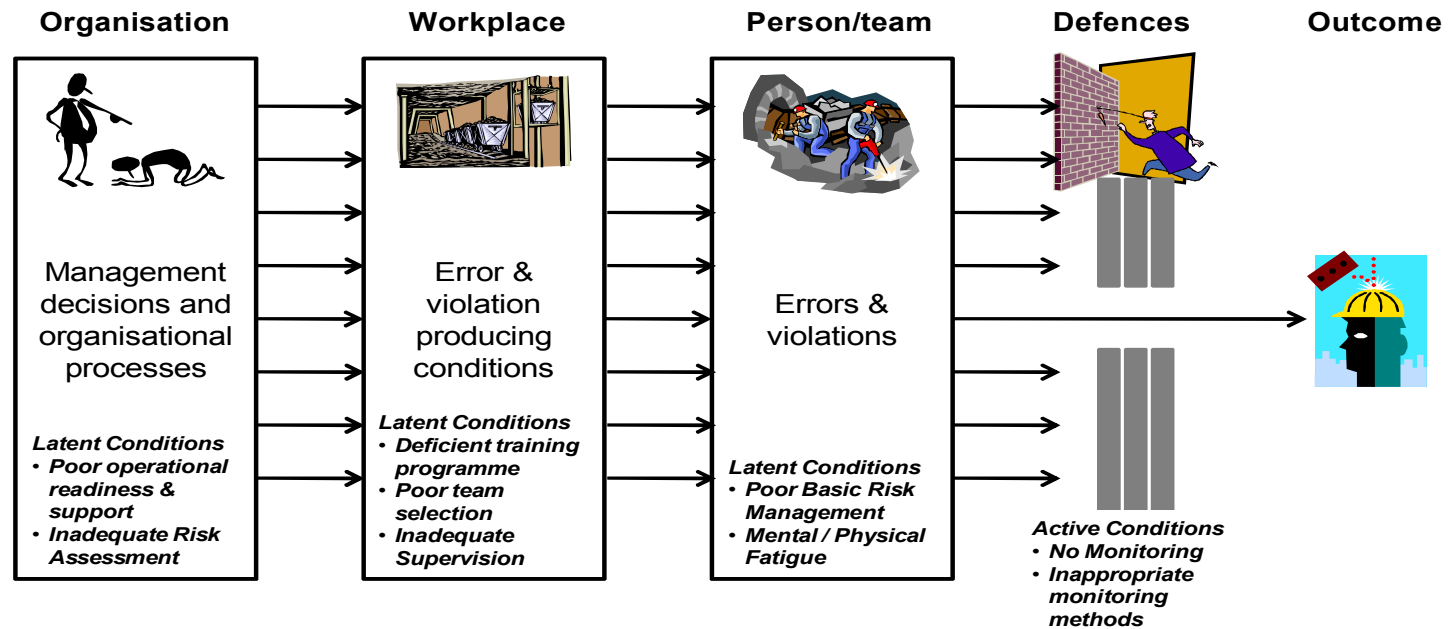 Organisation
Workplace
Person/team
Defences
Outcome
Management
decisions and
organisational
processes
Latent Conditions
• Poor operational
readiness &
support
• Inadequate Risk
Assessment
Error &
violation
producing
conditions
Latent Conditions
• Deficient training
programme
• Poor team
selection
• Inadequate
Supervision
Errors &
violations
Latent Conditions
• Poor Basic Risk
Management
• Mental / Physical
Fatigue
Active Conditions
• No Monitoring
• Inappropriate
monitoring
methods